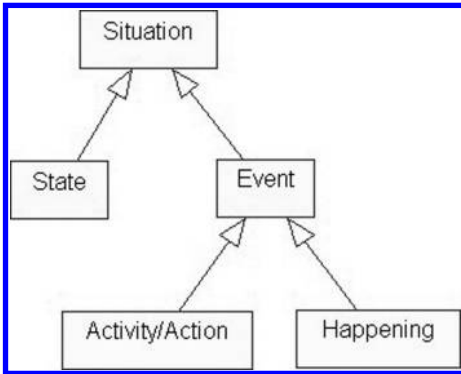 Situation
State
Event
Activity/Action
Happening